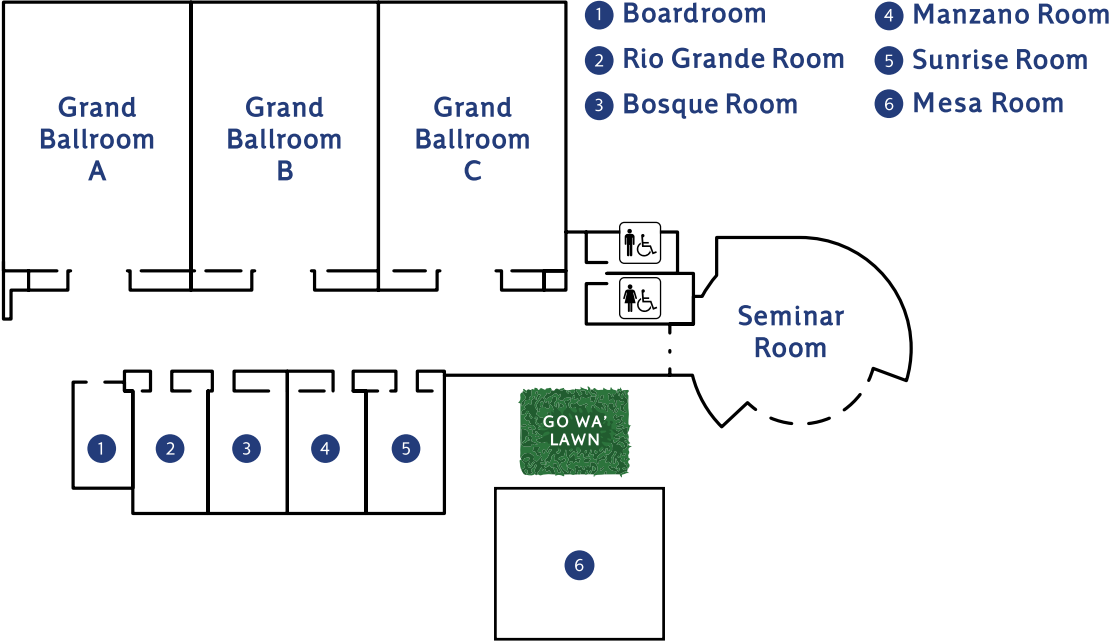 1 Boardroom
2 Rio Grande Room
3 Bosque Room
4 Manzano Room
5 Sunrise Room
6 Mesa Room
Grand
Ballroom
A
Grand
Ballroom
B
Grand
Ballroom
C
Seminar
Room
1
2
3
4
5
GO WA'
LAWN
6